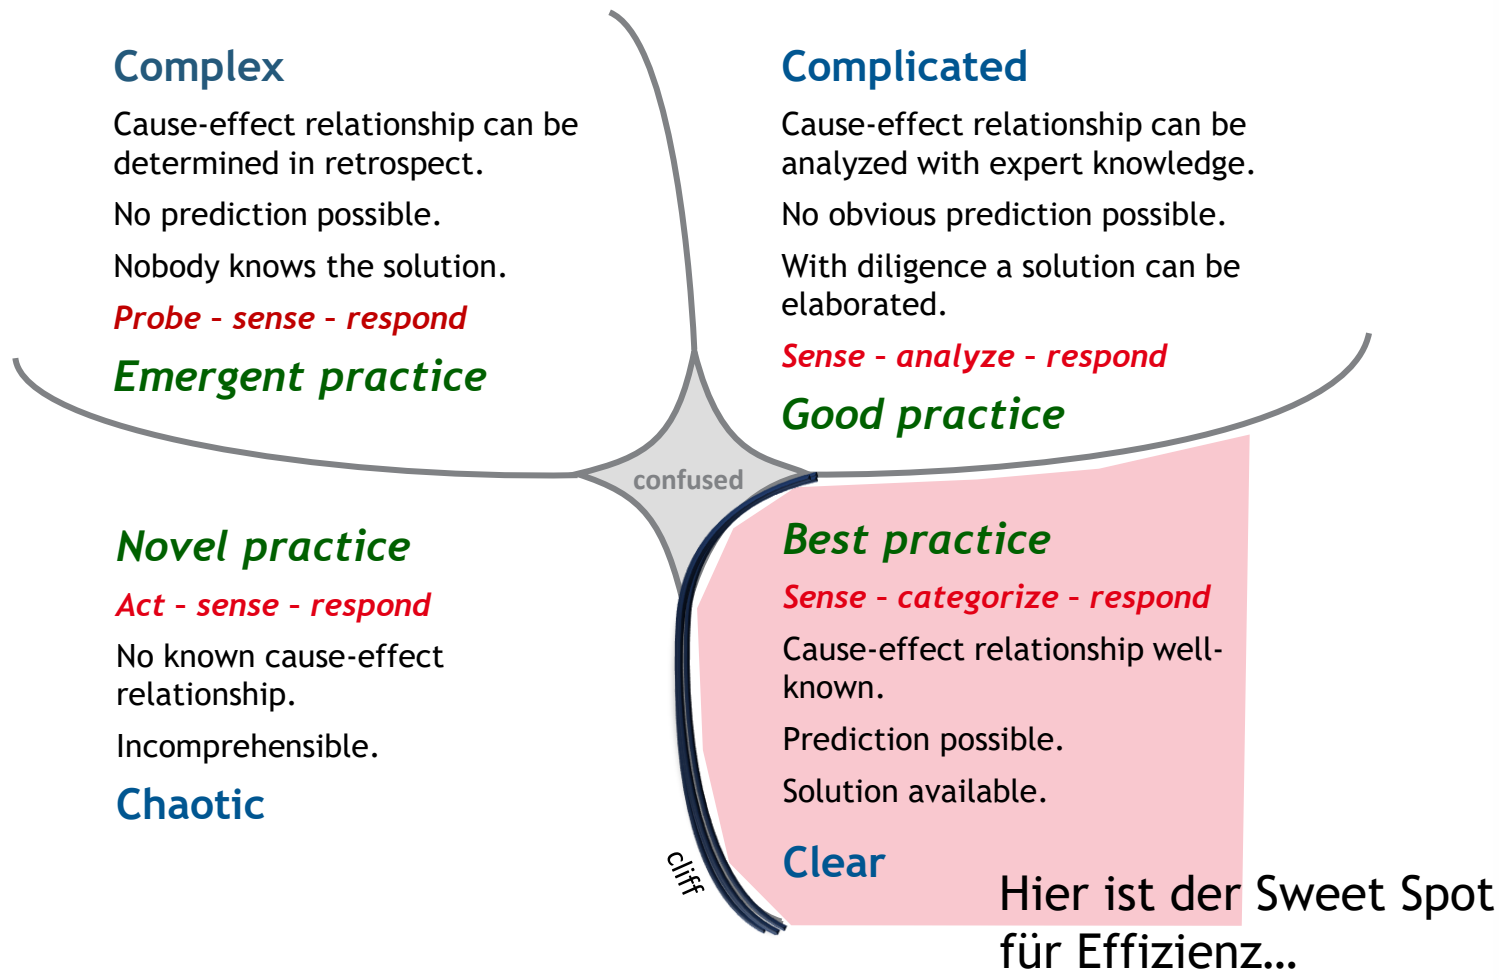 Complex
Cause-effect relationship can be
determined in retrospect.
No prediction possible.
Nobody knows the solution.
Probe – sense – respond
Emergent practice
Complicated
Cause-effect relationship can be
analyzed with expert knowledge.
No obvious prediction possible.
With diligence a solution can be
elaborated.
Sense – analyze – respond
Good practice
confused
Novel practice
Act – sense – respond
No known cause-effect
relationship.
Incomprehensible.
Chaotic
cliff
Best practice
Sense – categorize – respond
Cause-effect relationship well-
known.
Prediction possible.
Solution available.
Clear
Hier ist der Sweet Spot
für Effizienz…